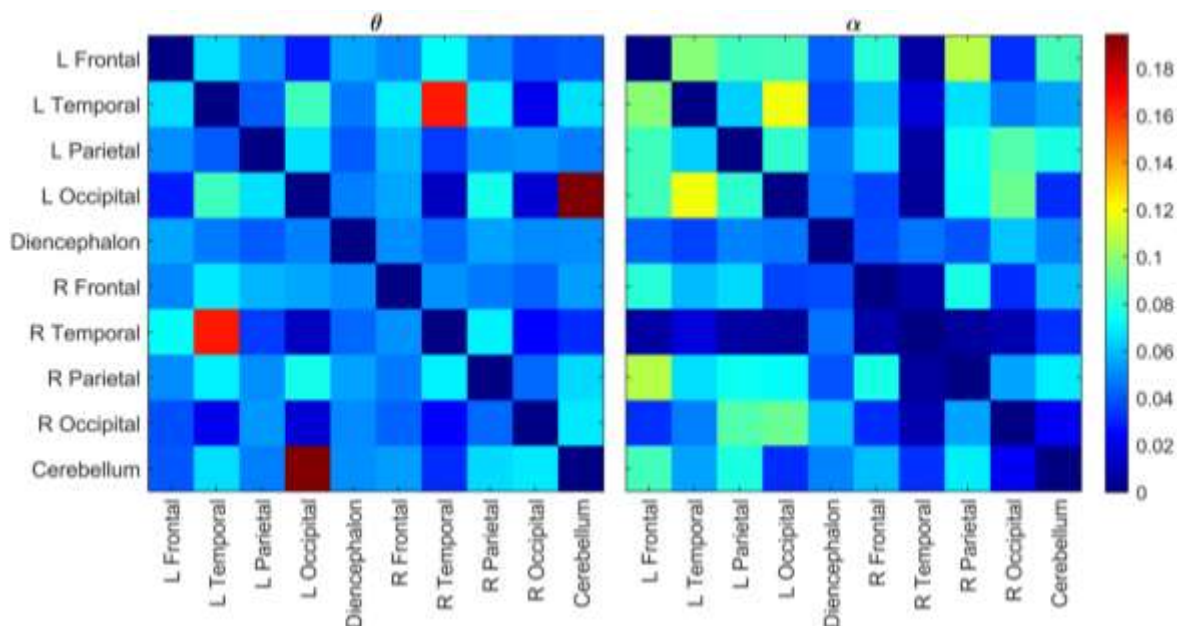 θ
α
L Frontal
L Temporal
L Parietal
L Occipital
Diencephalon
R Frontal
R Temporal
R Parietal
R Occipital
Cerebellum
L Frontal
L Temporal
L Parietal
L Occipital
Diencephalon
R Frontal
R Temporal
R Parietal
R Occipital
Cerebellum
L Frontal
L Temporal
L Parietal
L Occipital
Diencephalon
R Frontal
R Temporal
R Parietal
R Occipital
Cerebellum
0.18
0.16
0.14
0.12
0.1
0.08
0.06
0.04
0.02
0